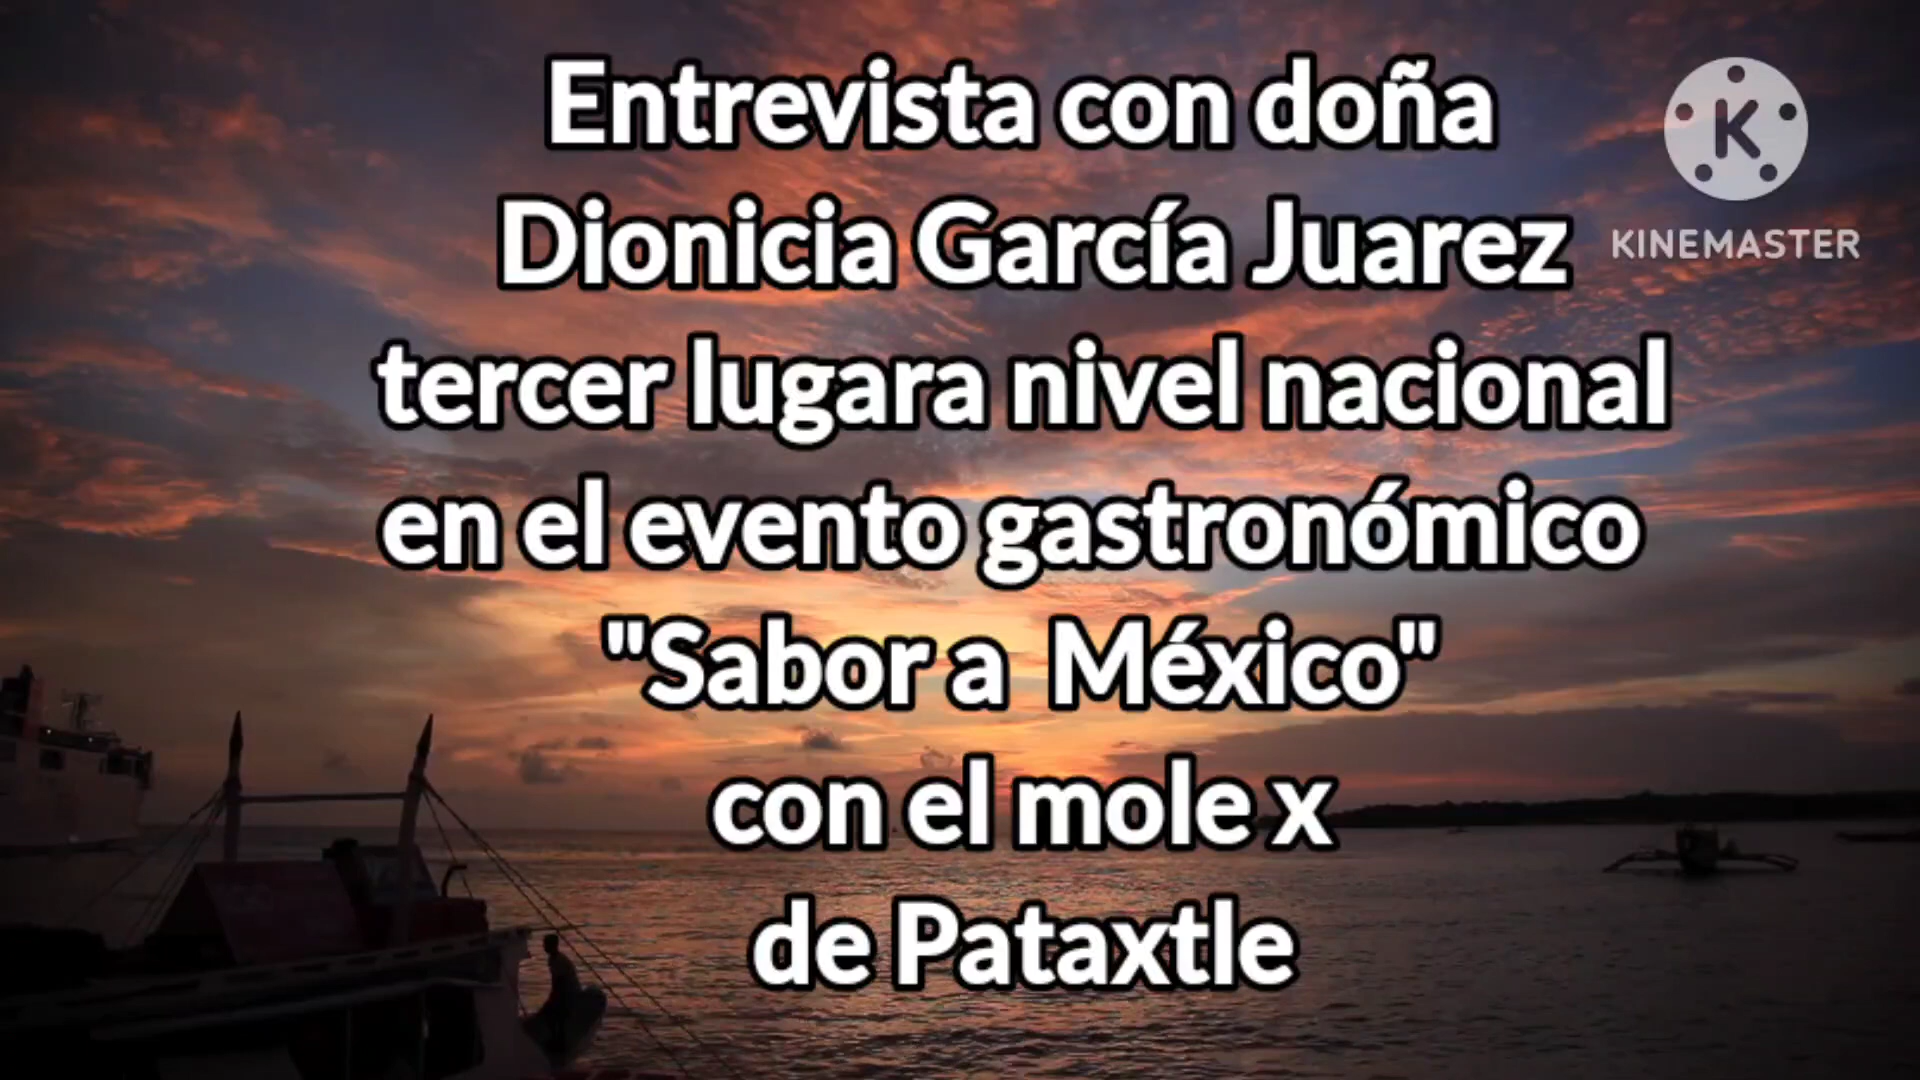 Entrevista con doña
Dionicia García Juarez
tercer lugara nivel nacional
en el evento gastronómico
"Sabor a  México"
con el mole x
de Pataxtle
K
KINEMASTER